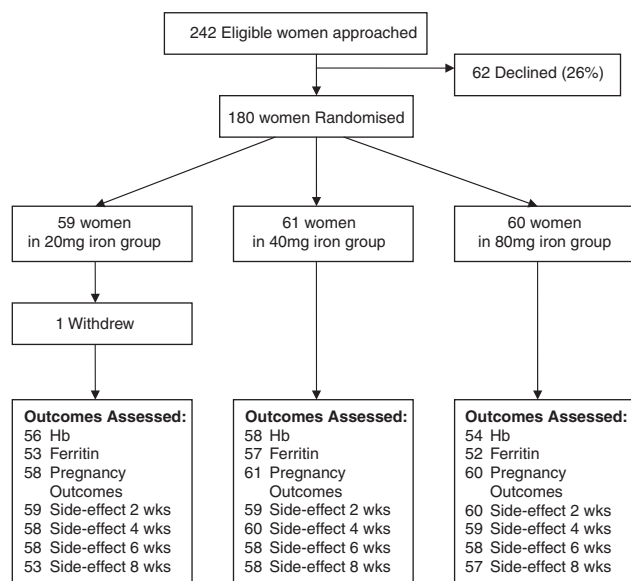 242 Eligible women approached
62 Declined (26%)
180 women Randomised
59 women
in 20mg iron group
61 women
in 40mg iron group
60 women
in 80mg iron group
1 Withdrew
Outcomes Assessed:
56 Hb
53 Ferritin
58 Pregnancy
Outcomes
59 Side-effect 2 wks
58 Side-effect 4 wks
58 Side-effect 6 wks
53 Side-effect 8 wks
Outcomes Assessed:
58 Hb
57 Ferritin
61 Pregnancy
Outcomes
59 Side-effect 2 wks
60 Side-effect 4 wks
58 Side-effect 6 wks
58 Side-effect 8 wks
Outcomes Assessed:
54 Hb
52 Ferritin
60 Pregnancy
Outcomes
60 Side-effect 2 wks
59 Side-effect 4 wks
58 Side-effect 6 wks
57 Side-effect 8 wks